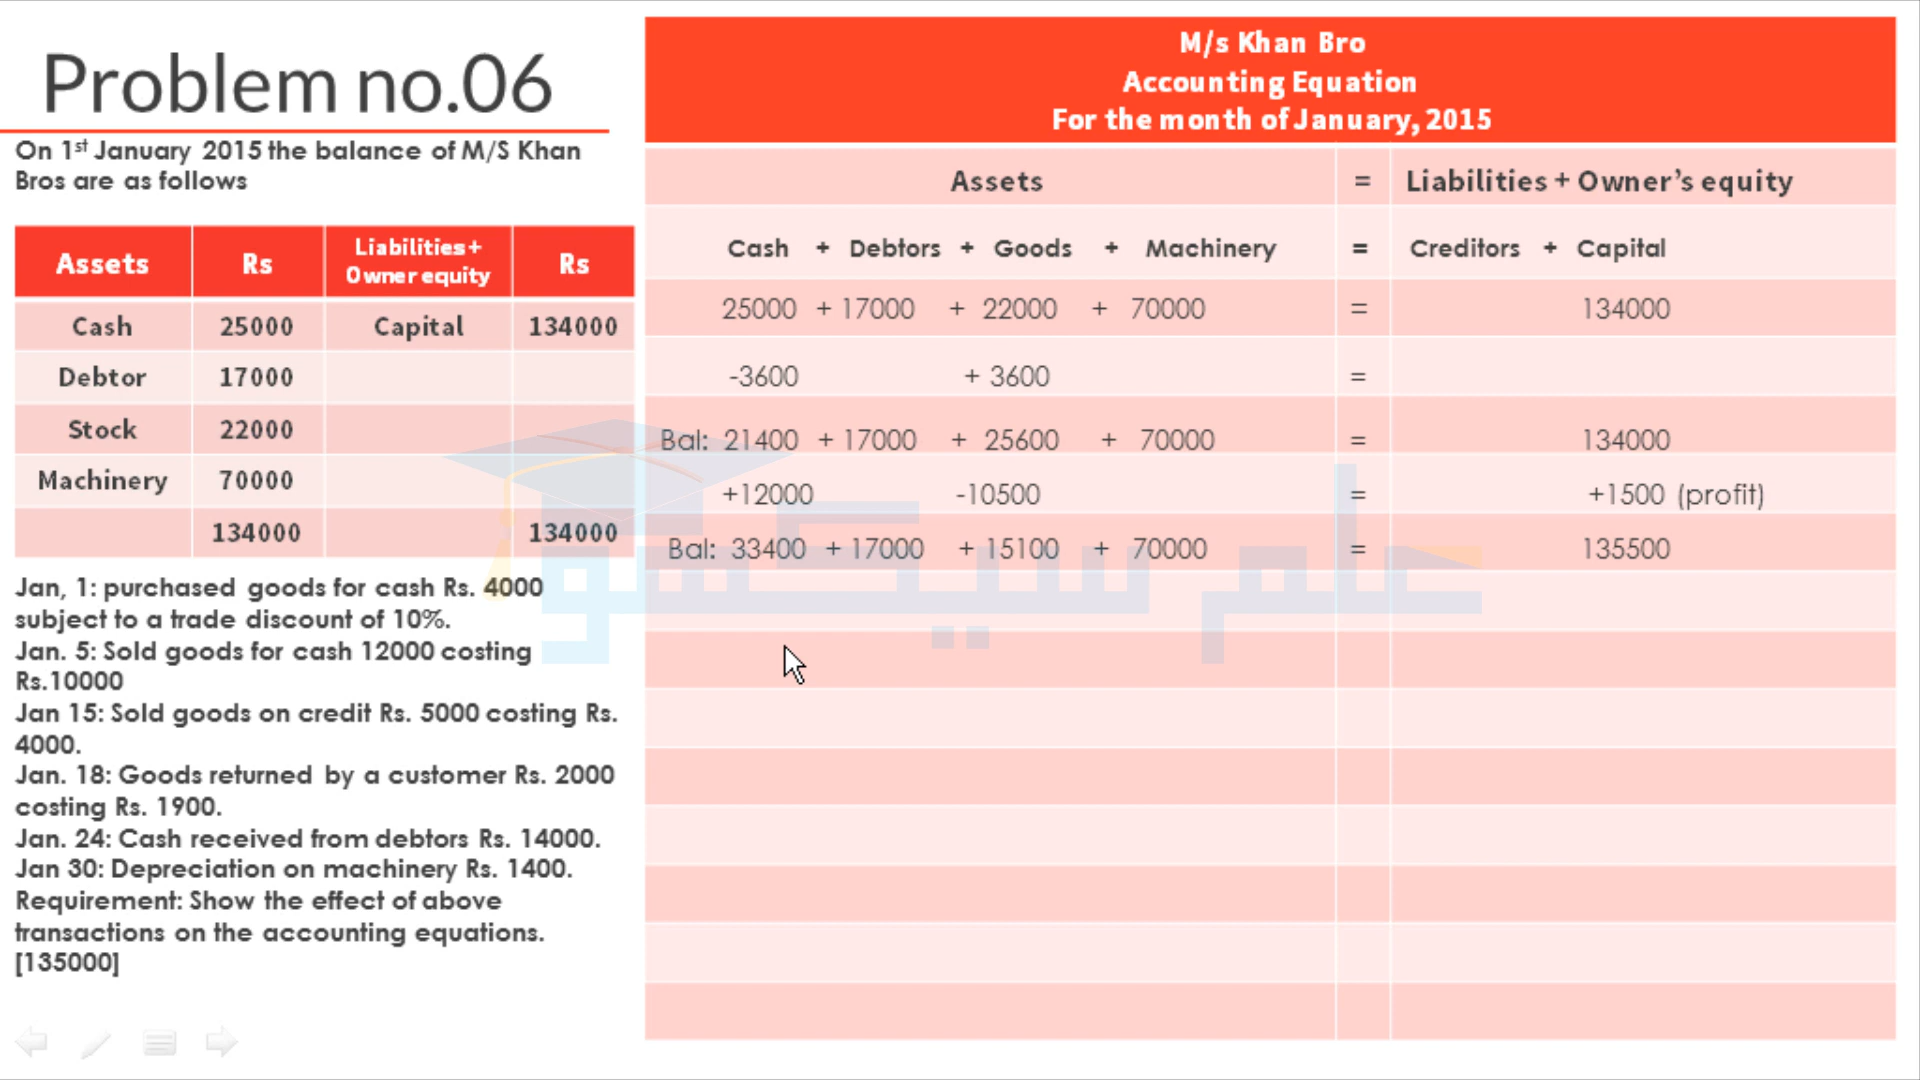 Problem no.06
On 1st January 2015 the balance of M/S Khan
Bros are as follows
Assets Rs Liabilities+ Owner equity Rs
Cash 25000 Capital 134000
Debtor 17000
Stock 22000
Machinery 70000
134000 134000
Jan, 1: purchased goods for cash Rs. 4000
subject to a trade discount of 10%.
Jan. 5: Sold goods for cash 12000 costing
Rs.10000
Jan 15: Sold goods on credit Rs. 5000 costing Rs.
4000.
Jan. 18: Goods returned by a customer Rs. 2000
costing Rs. 1900.
Jan. 24: Cash received from debtors Rs. 14000.
Jan 30: Depreciation on machinery Rs. 1400.
Requirement: Show the effect of above
transactions on the accounting equations.
[135000]
M/s Khan Bro
Accounting Equation
For the month of January, 2015
Assets = Liabilities + Owner's equity
Cash + Debtors + Goods + Machinery = Creditors + Capital
25000 + 17000 + 22000 + 70000 = 134000
-3600 + 3600 =
Bal: 21400 + 17000 + 25600 + 70000 = 134000
+12000 -10500 = +1500 (profit)
Bal: 33400 + 17000 + 15100 + 70000 = 135500
علم سیکھو